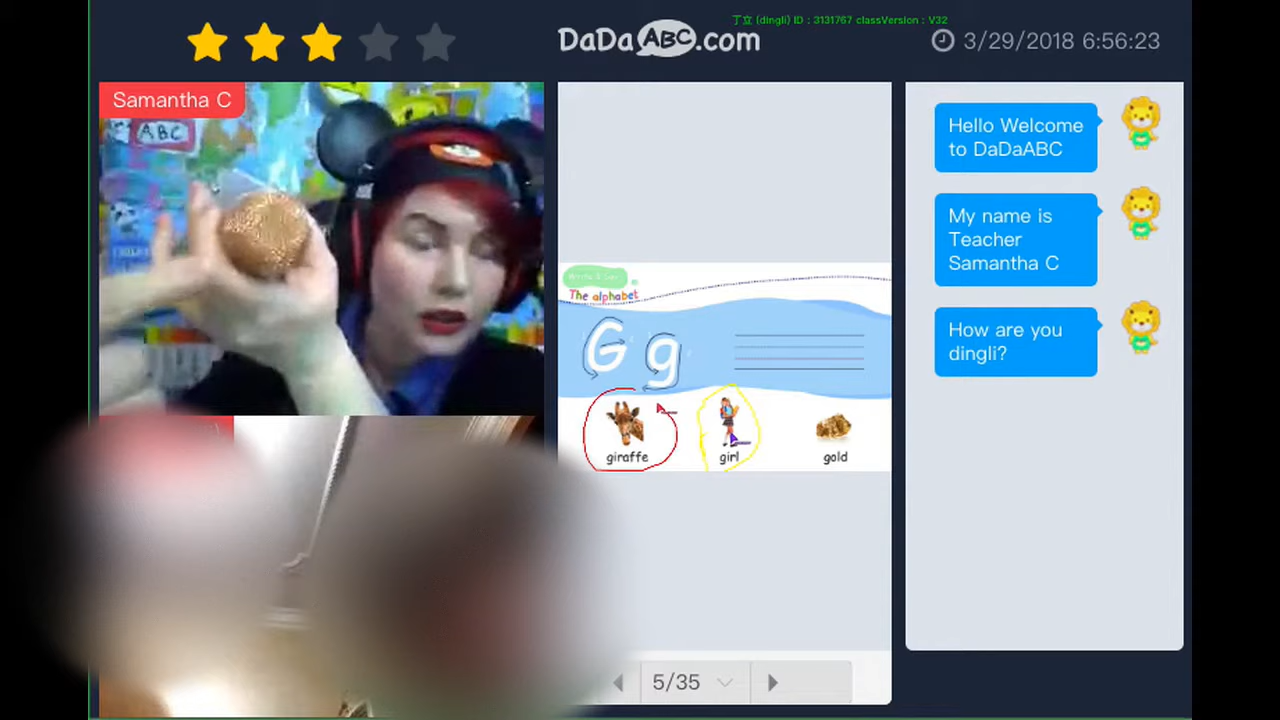 丁立 (dingli) ID : 3131767 classVersion : V32
DaDaABC.com
3/29/2018 6:56:23
Samantha C
ABC
The alphabet
G g
giraffe
girl
gold
5/35
Hello Welcome
to DaDaABC
My name is
Teacher
Samantha C
How are you
dingli?